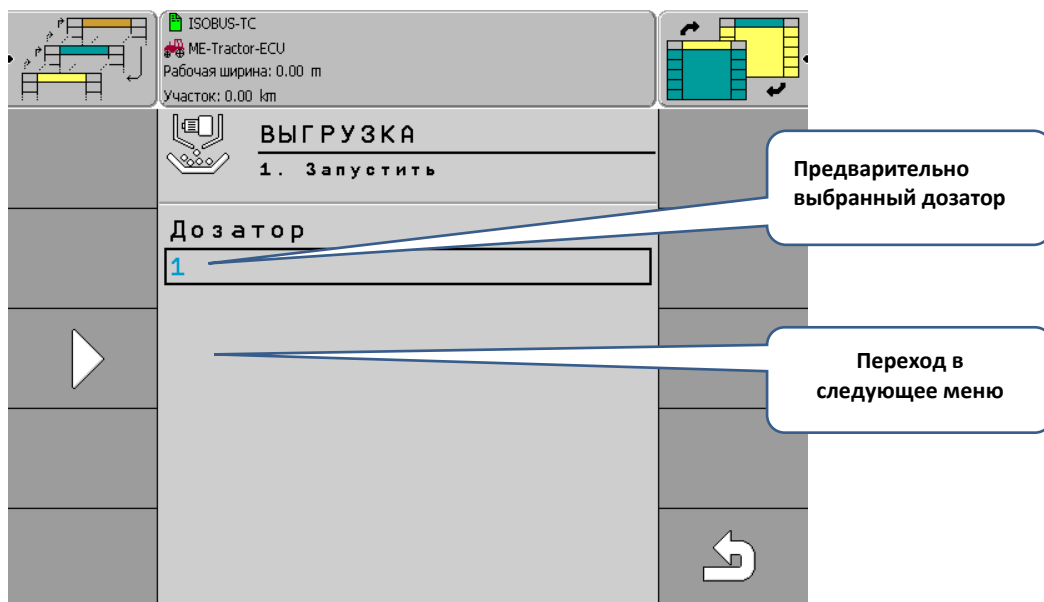 ISOBUS-TC
ME-Tractor-ECU
Рабочая ширина: 0.00 m
Участок: 0.00 km
ВЫГРУЗКА
1. Запустить
Дозатор
1
Предварительно
выбранный дозатор
Переход в
следующее меню